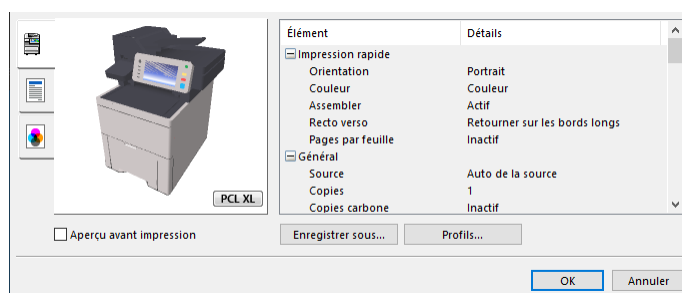 Élément Détails
Impression rapide
Orientation Portrait
Couleur Couleur
Assembler Actif
Recto verso Retourner sur les bords longs
Pages par feuille Inactif
Général
Source Auto de la source
Copies 1
Copies carbone Inactif
PCL XL
Aperçu avant impression Enregistrer sous... Profils...
OK Annuler